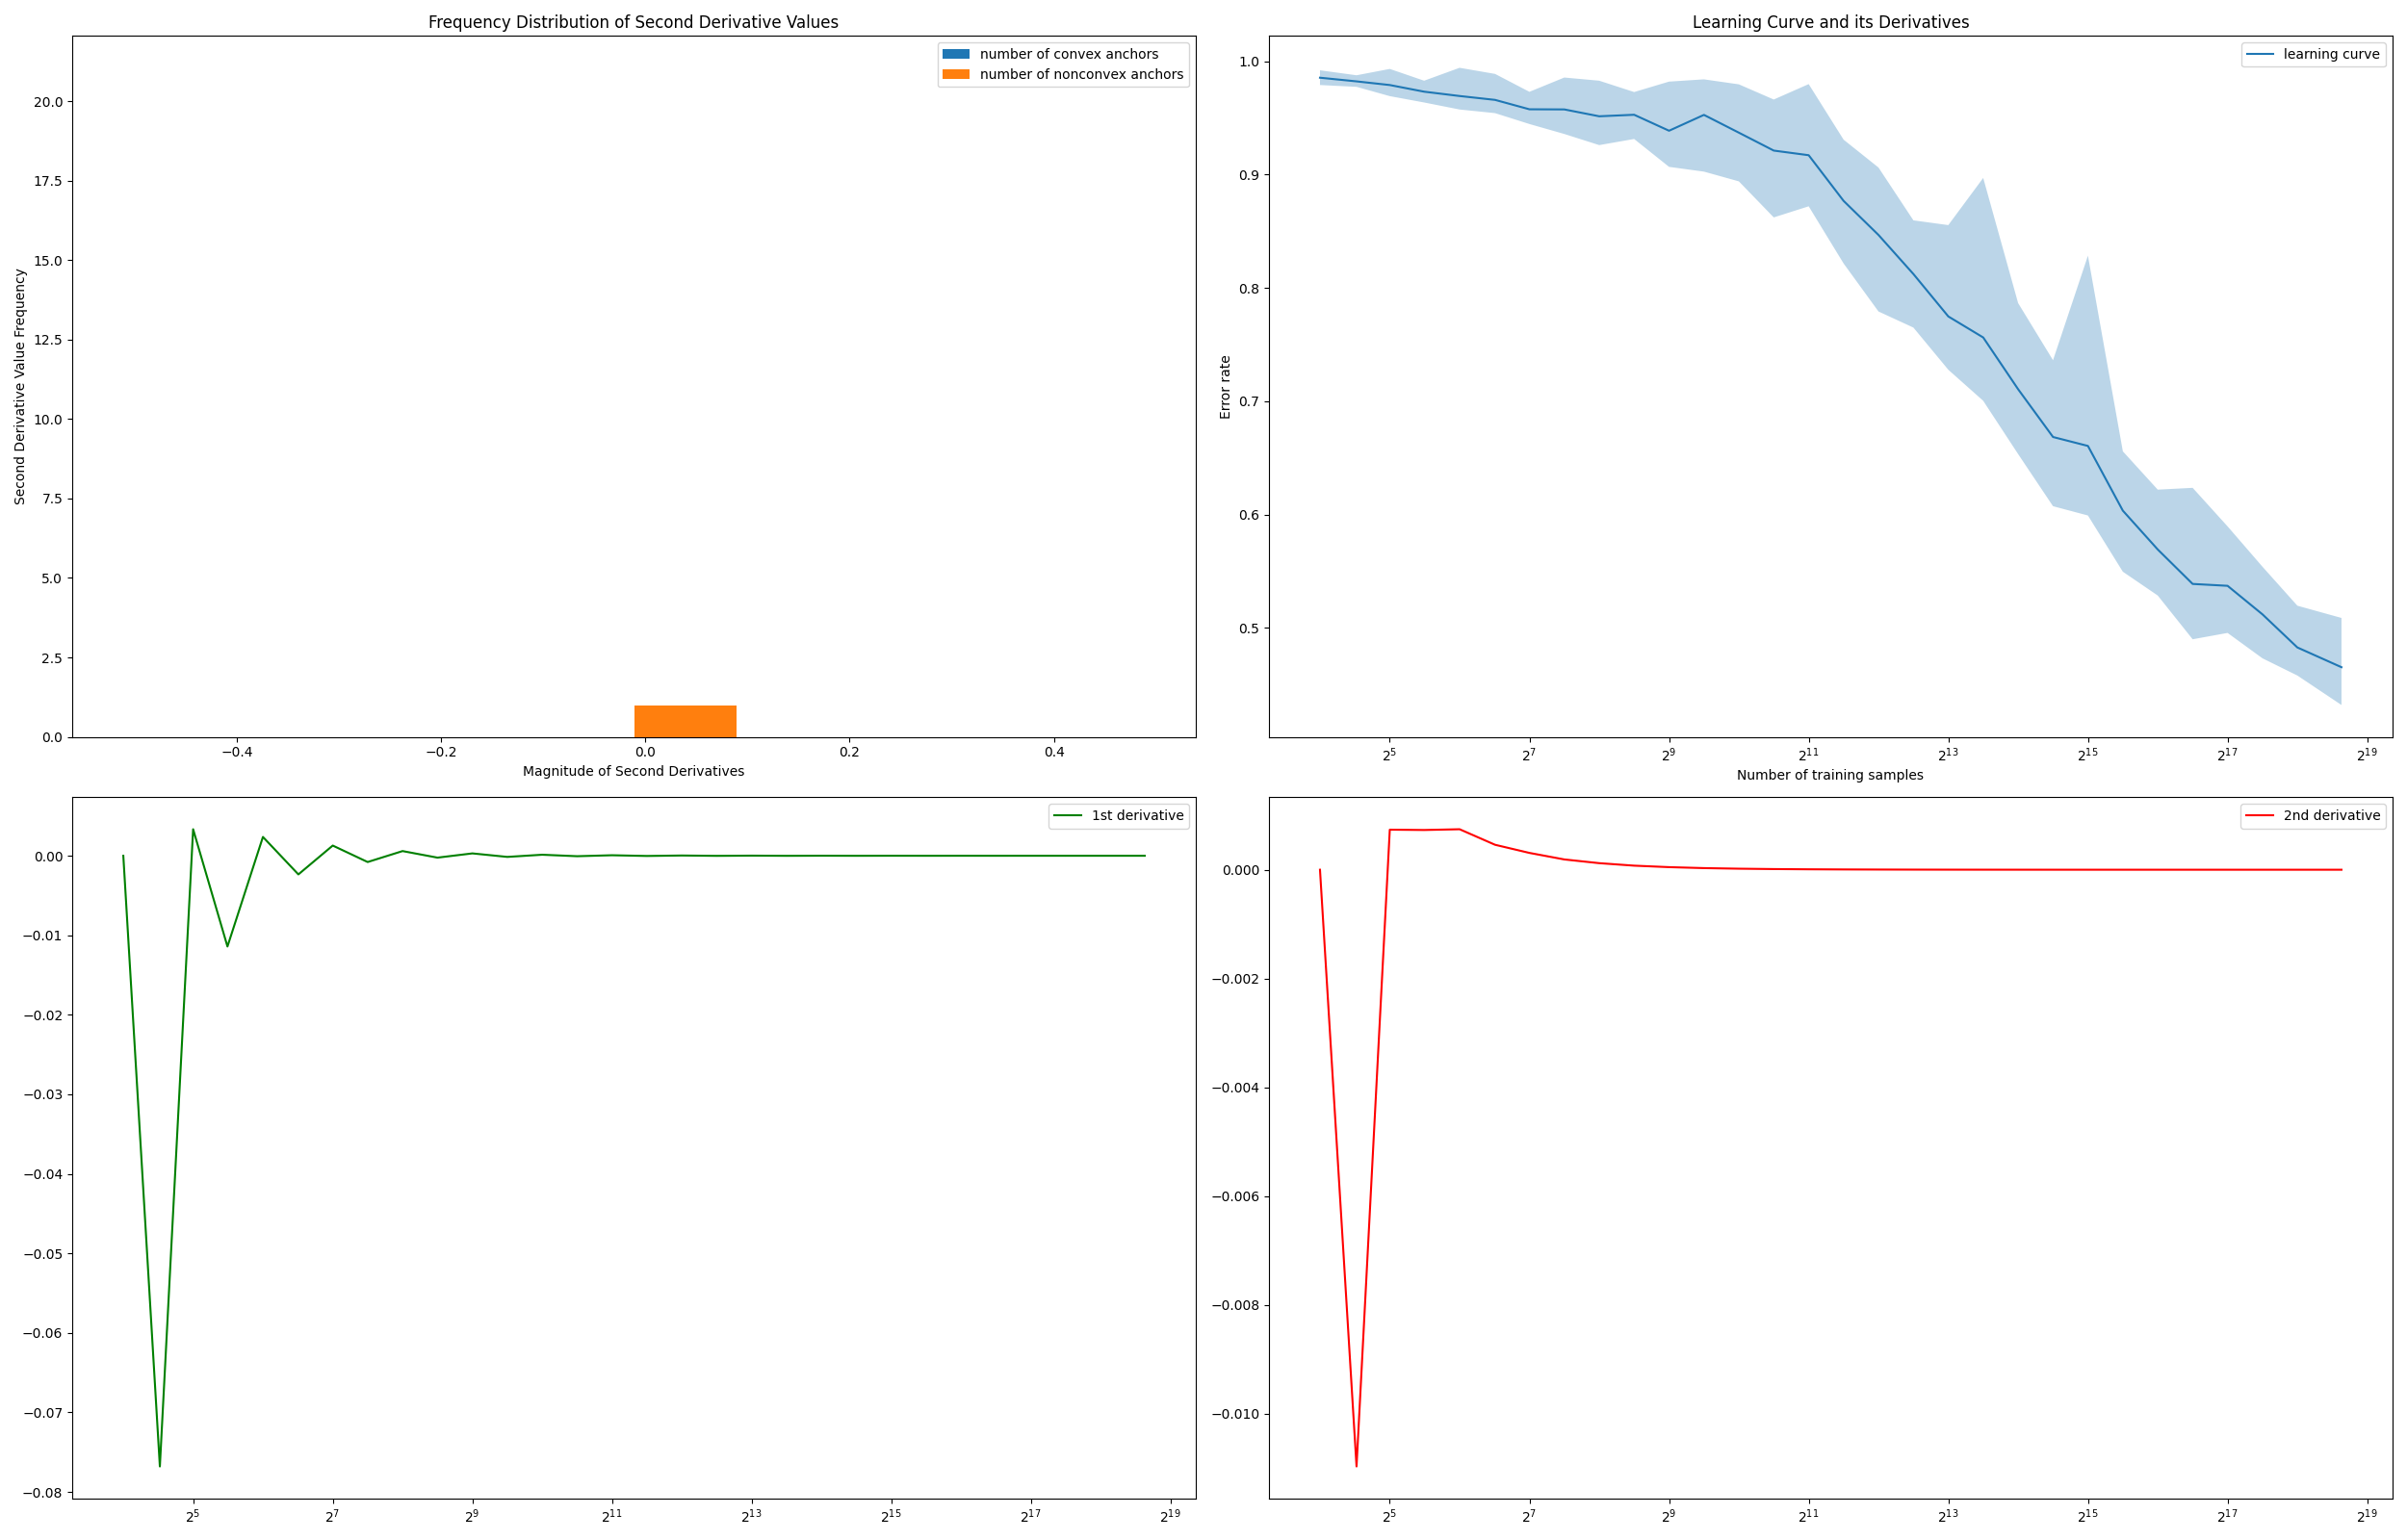 Frequency Distribution of Second Derivative Values
number of convex anchors
number of nonconvex anchors
Second Derivative Value Frequency
20.0
17.5
15.0
12.5
10.0
7.5
5.0
2.5
0.0
−0.4 −0.2 0.0 0.2 0.4
Magnitude of Second Derivatives
Learning Curve and its Derivatives
learning curve
Error rate
1.0
0.9
0.8
0.7
0.6
0.5
2^5 2^7 2^9 2^11 2^13 2^15 2^17 2^19
Number of training samples
1st derivative
0.00
−0.01
−0.02
−0.03
−0.04
−0.05
−0.06
−0.07
−0.08
2^5 2^7 2^9 2^11 2^13 2^15 2^17 2^19
2nd derivative
0.000
−0.002
−0.004
−0.006
−0.008
−0.010
2^5 2^7 2^9 2^11 2^13 2^15 2^17 2^19